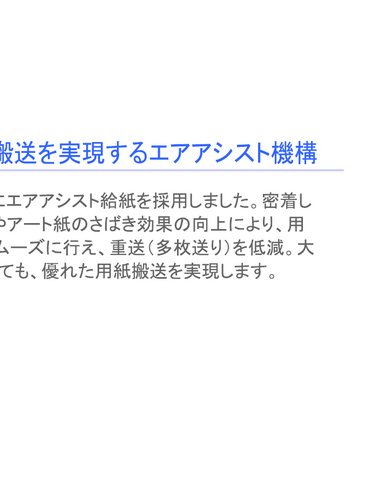 搬送を実現するエアアシスト機構
にエアアシスト給紙を採用しました。密着し
やアート紙のさばき効果の向上により、用
ムーズに行え、重送（多枚送り）を低減。大
ても、優れた用紙搬送を実現します。